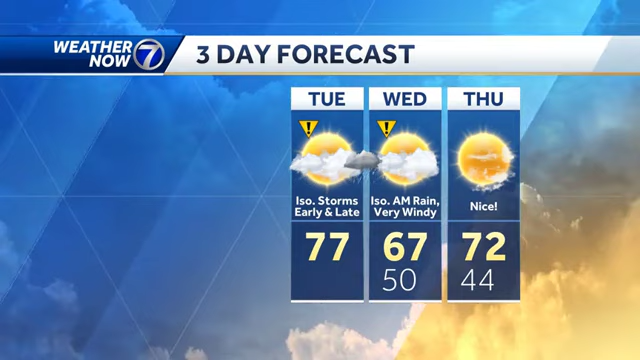 WEATHER
NOW 7
3 DAY FORECAST
TUE WED THU
! !
Iso. Storms
Early & Late
Iso. AM Rain,
Very Windy
Nice!
77 67 72
50 44